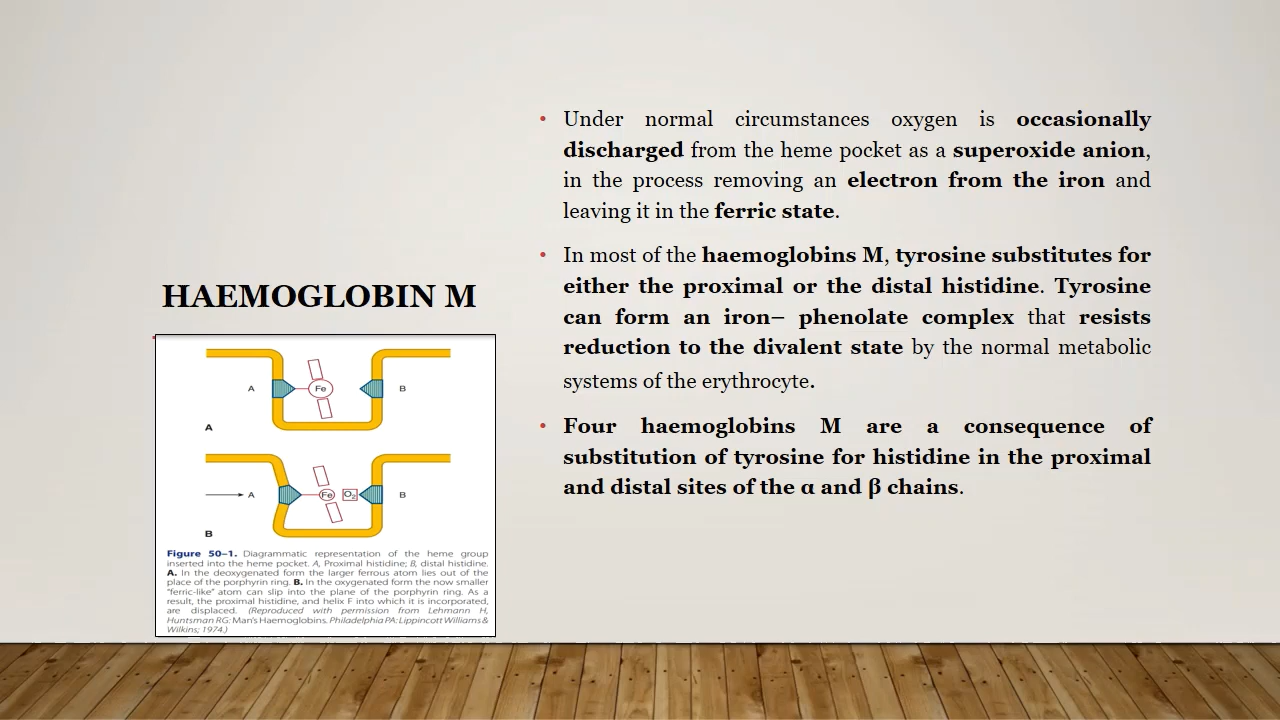 HAEMOGLOBIN M
A
Fe
B
A
A
Fe
O₂
B
B
Figure 50–1. Diagrammatic representation of the heme group
inserted into the heme pocket. A, Proximal histidine; B, distal histidine.
A. In the deoxygenated form the larger ferrous atom lies out of the
place of the porphyrin ring. B. In the oxygenated form the now smaller
“ferric-like” atom can slip into the plane of the porphyrin ring. As a
result, the proximal histidine, and helix F into which it is incorporated,
are displaced. (Reproduced with permission from Lehmann H,
Huntsman RG: Man's Haemoglobins. Philadelphia PA: Lippincott Williams &
Wilkins; 1974.)
• Under normal circumstances oxygen is occasionally
discharged from the heme pocket as a superoxide anion,
in the process removing an electron from the iron and
leaving it in the ferric state.
• In most of the haemoglobins M, tyrosine substitutes for
either the proximal or the distal histidine. Tyrosine
can form an iron– phenolate complex that resists
reduction to the divalent state by the normal metabolic
systems of the erythrocyte.
• Four haemoglobins M are a consequence of
substitution of tyrosine for histidine in the proximal
and distal sites of the α and β chains.